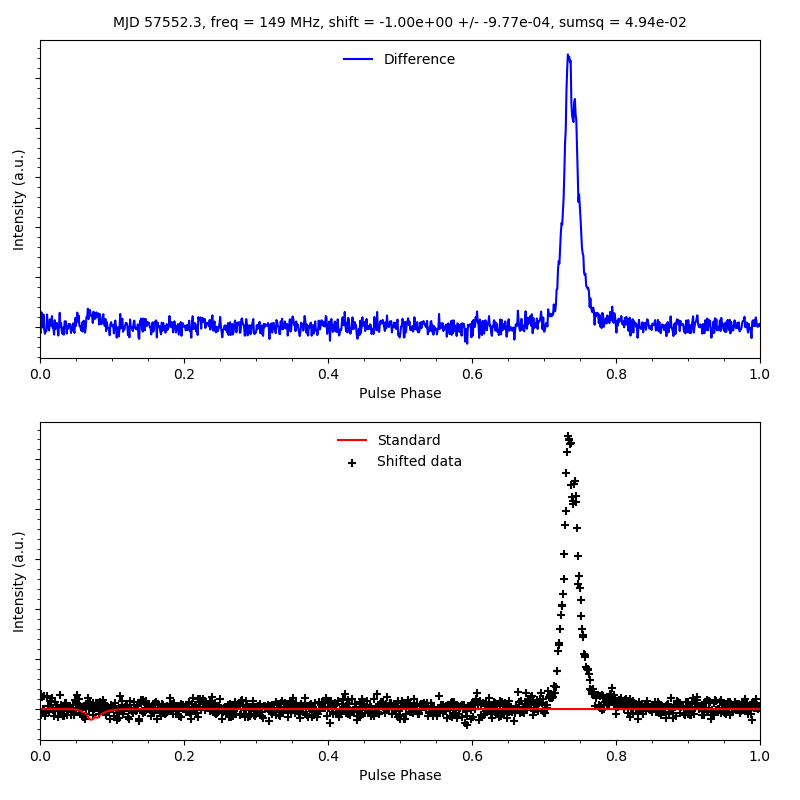 MJD 57552.3, freq = 149 MHz, shift = -1.00e+00 +/- -9.77e-04, sumsq = 4.94e-02
Difference
Intensity (a.u.)
0.0 0.2 0.4 0.6 0.8 1.0
Pulse Phase
Standard
Shifted data
Intensity (a.u.)
0.0 0.2 0.4 0.6 0.8 1.0
Pulse Phase